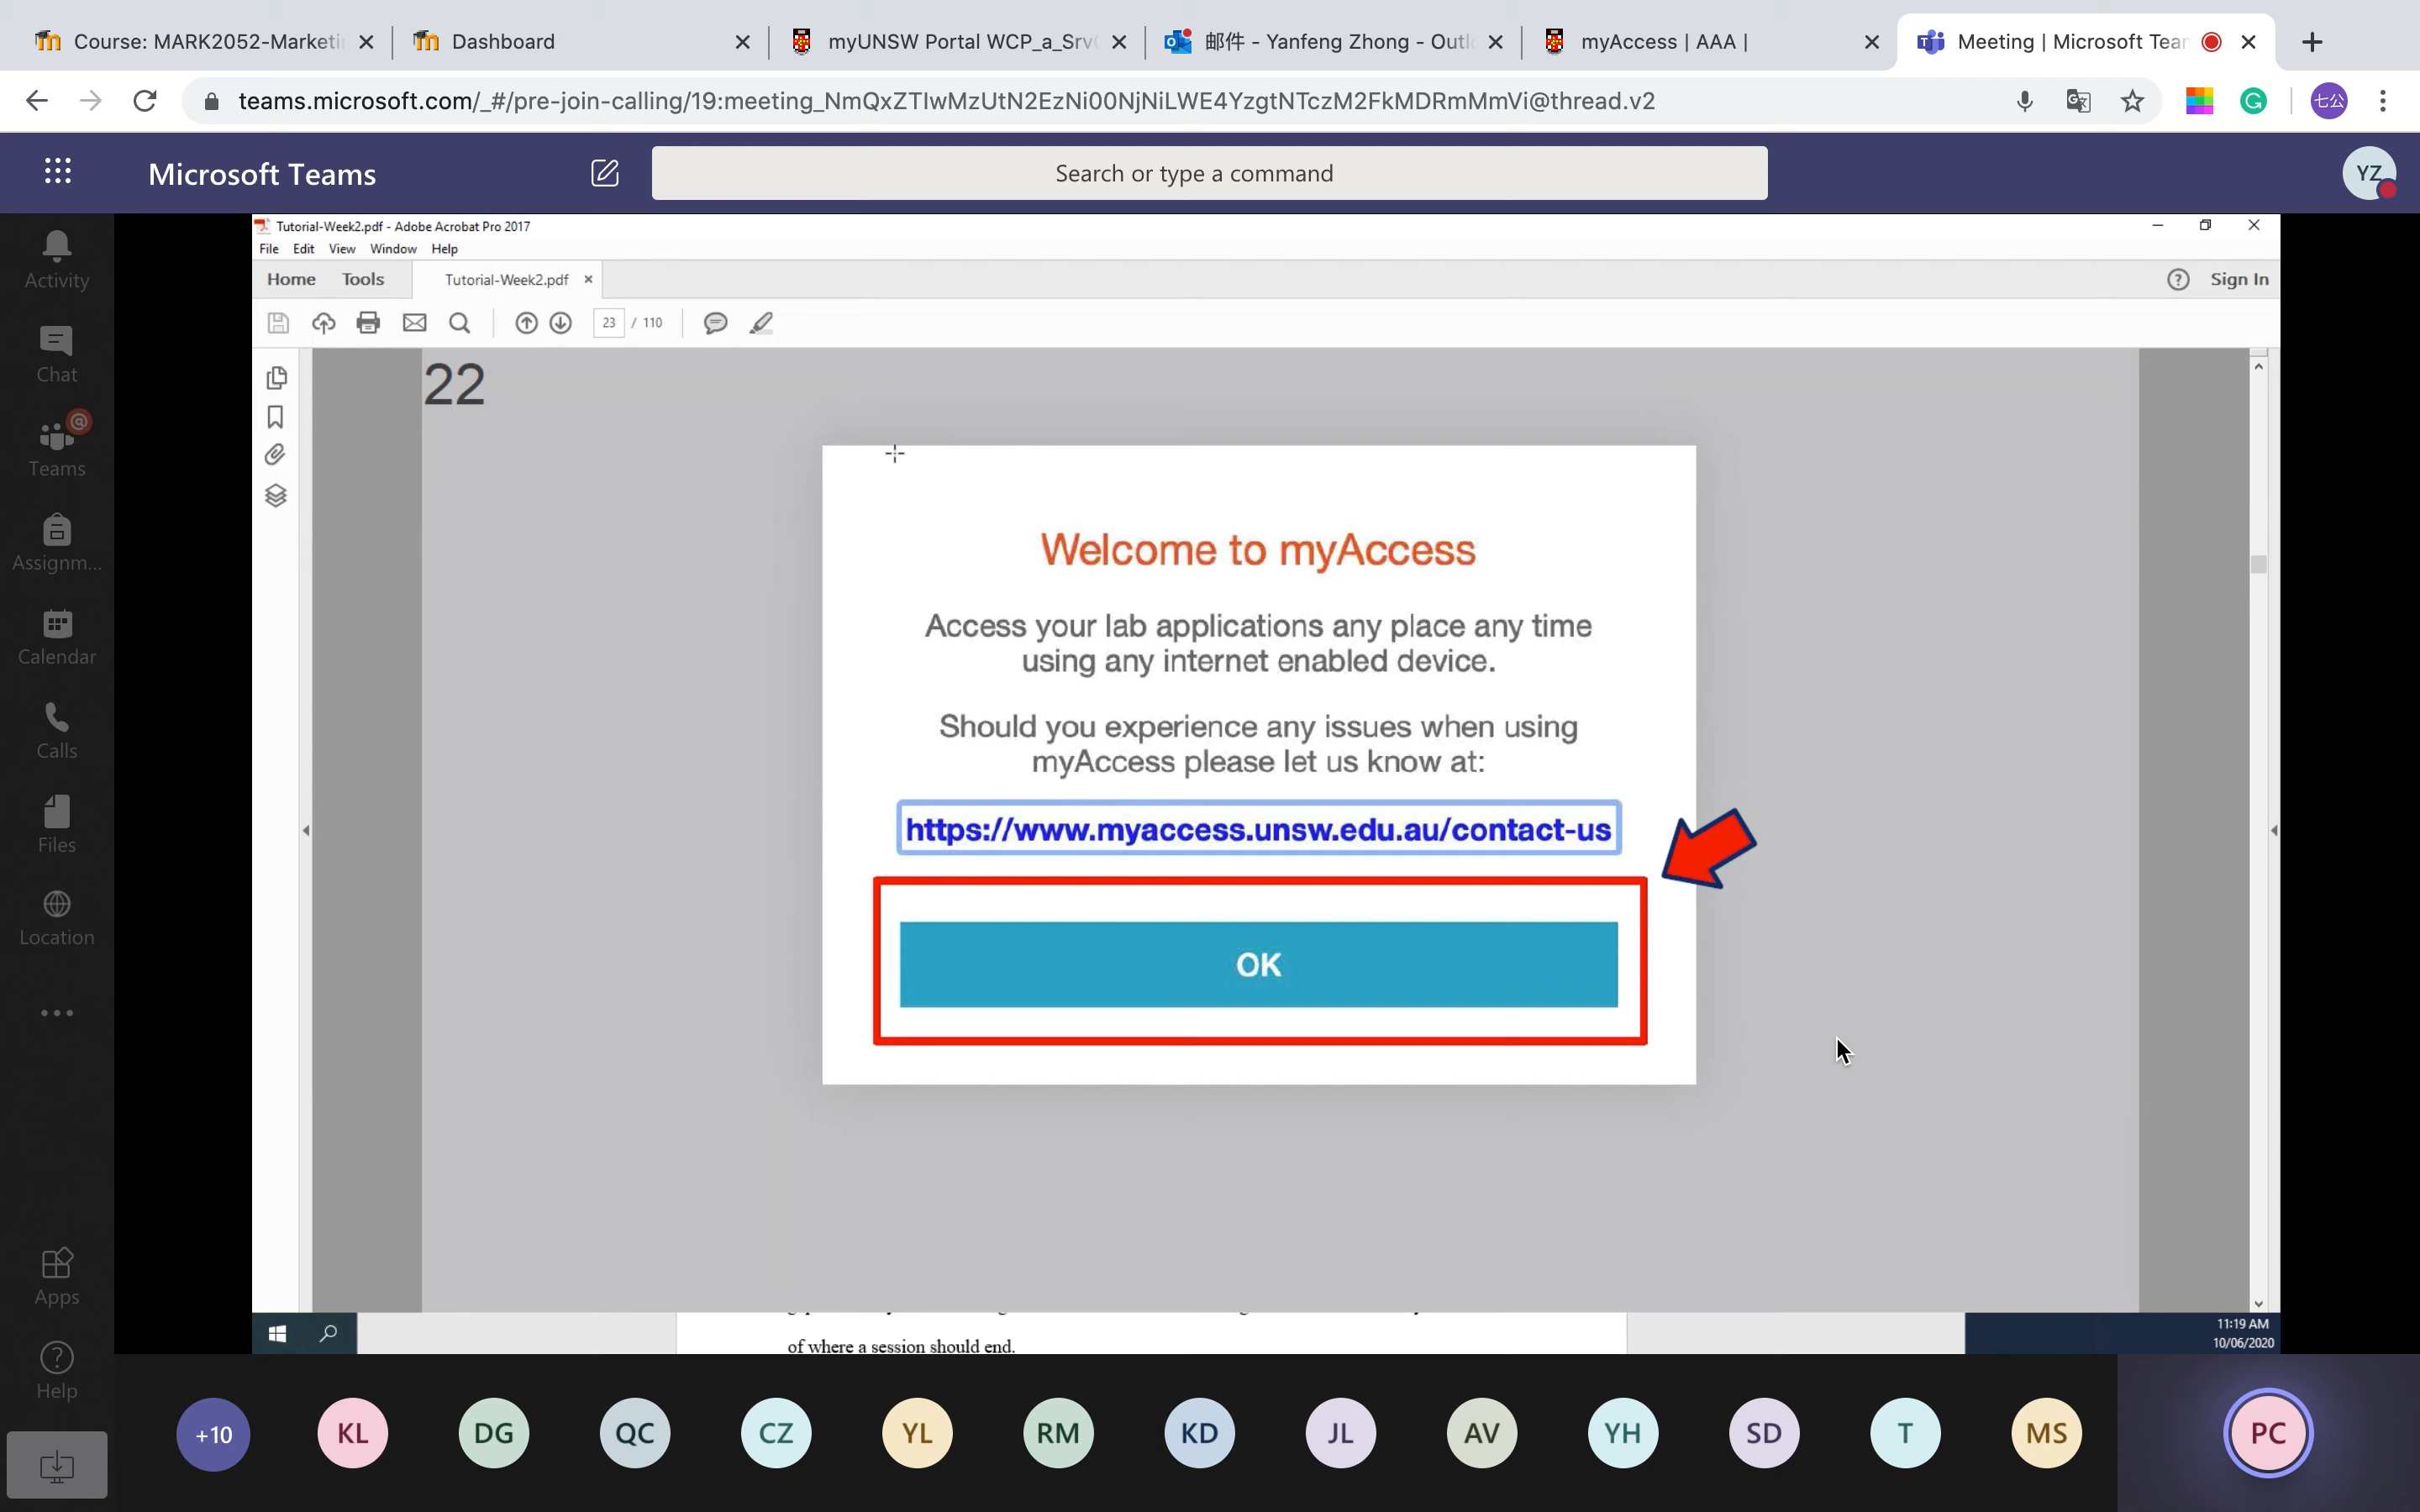 Course: MARK2052-Marketi
Dashboard
myUNSW Portal WCP_a_Srv
邮件 - Yanfeng Zhong - Outl
myAccess | AAA |
Meeting | Microsoft Tea
teams.microsoft.com/_#/pre-join-calling/19:meeting_NmQxZTIwMzUtN2EzNi00NjNiLWE4YzgtNTczM2FkMDRmMmVi@thread.v2
七公
Microsoft Teams
Search or type a command
YZ
Tutorial-Week2.pdf - Adobe Acrobat Pro 2017
File Edit View Window Help
Home Tools Tutorial-Week2.pdf
Sign In
23 / 110
Activity
Chat
Teams
Assignm...
Calendar
Calls
Files
Location
Apps
Help
22
Welcome to myAccess
Access your lab applications any place any time
using any internet enabled device.
Should you experience any issues when using
myAccess please let us know at:
https://www.myaccess.unsw.edu.au/contact-us
OK
of where a session should end.
11:19 AM
10/06/2020
+10 KL DG QC CZ YL RM KD JL AV YH SD T MS PC